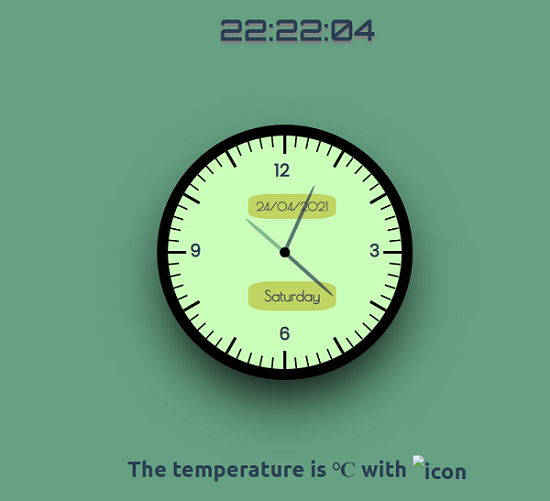 22:22:04
12
24/04/2021
9 3
Saturday
6
The temperature is °C with icon